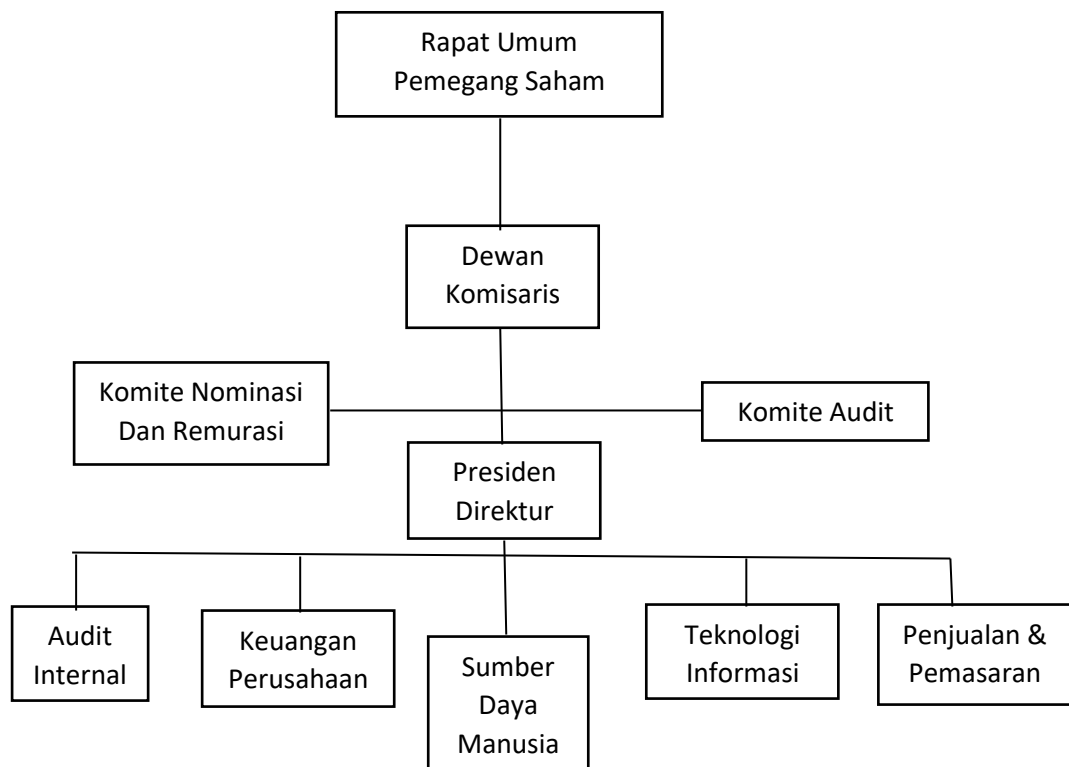 Rapat Umum
Pemegang Saham
Dewan
Komisaris
Komite Nominasi
Dan Remurasi
Komite Audit
Presiden
Direktur
Audit
Internal
Keuangan
Perusahaan
Sumber
Daya
Manusia
Teknologi
Informasi
Penjualan &
Pemasaran